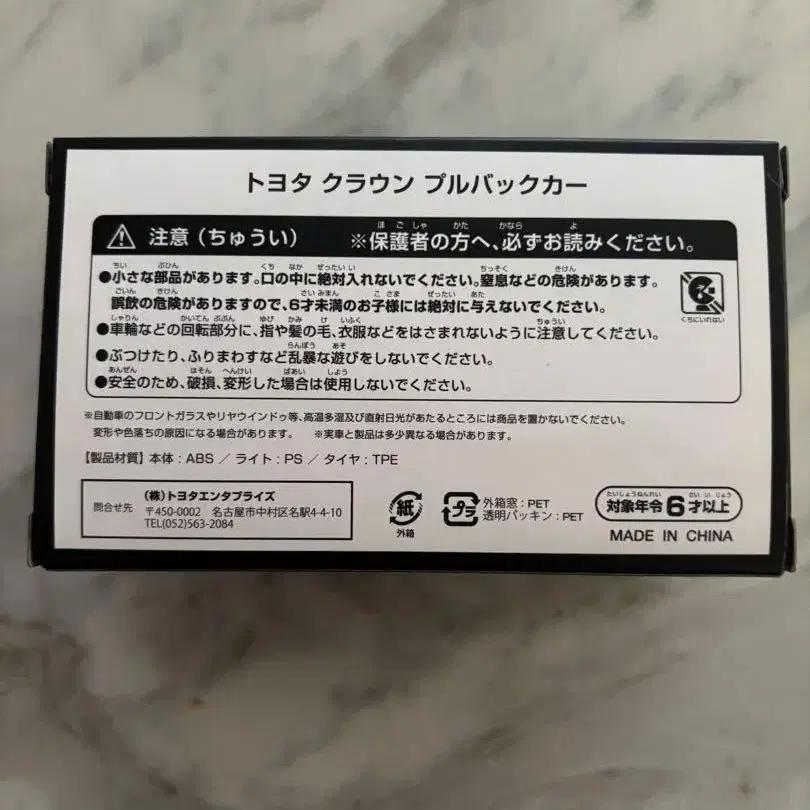 トヨタ クラウン プルバックカー
注意（ちゅうい） ※保護者の方へ、必ずお読みください。
●小さな部品があります。口の中に絶対入れないでください。窒息などの危険があります。
誤飲の危険がありますので、6才未満のお子様には絶対に与えないでください。
●車輪などの回転部分に、指や髪の毛、衣服などをはさまれないように注意してください。
●ぶつけたり、ふりまわすなど乱暴な遊びをしないでください。
●安全のため、破損、変形した場合は使用しないでください。
くちにいれない
※自動車のフロントガラスやリヤウインドゥ等、高温多湿及び直射日光があたるところには商品を置かないでください。
変形や色落ちの原因になる場合があります。 ※実車と製品は多少異なる場合があります。
【製品材質】本体：ABS ／ ライト：PS ／ タイヤ：TPE
問合せ先
（株）トヨタエンタプライズ
〒450-0002 名古屋市中村区名駅4-4-10
TEL(052)563-2084
紙
外箱
プラ
外箱窓：PET
透明パッキン：PET
対象年令6才以上
MADE IN CHINA